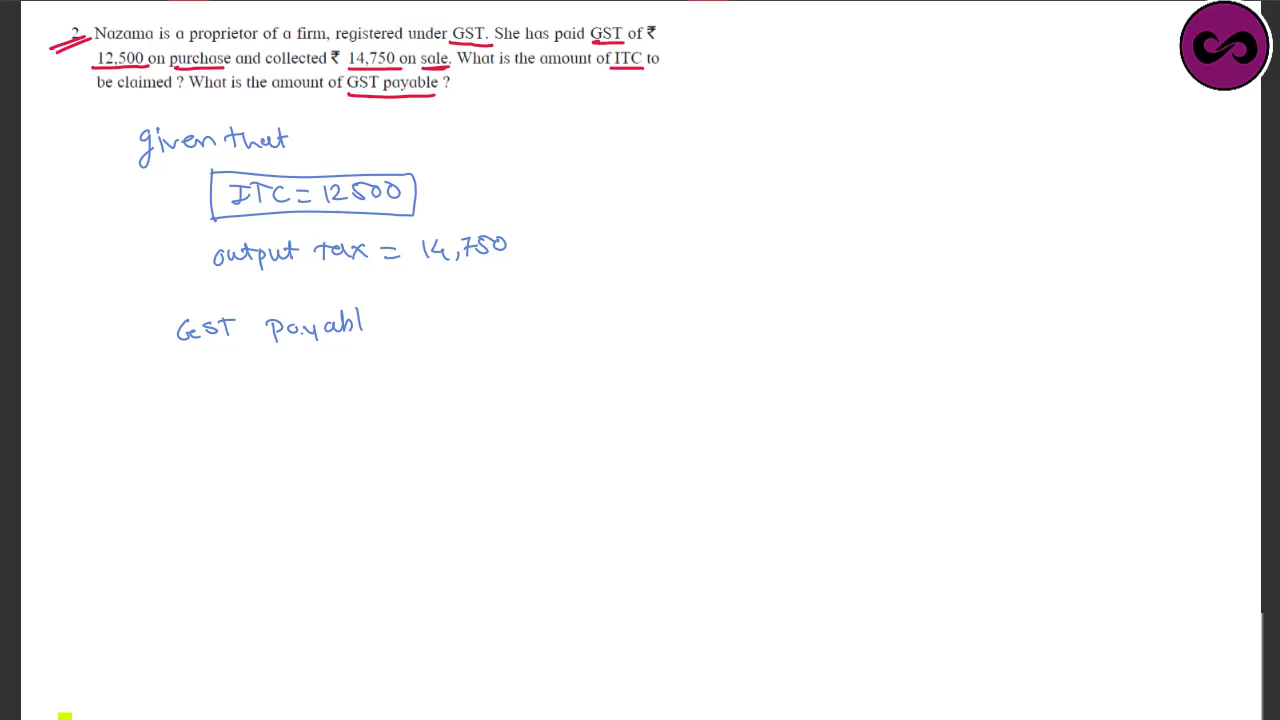 2. Nazama is a proprietor of a firm, registered under GST. She has paid GST of ₹
12,500 on purchase and collected ₹ 14,750 on sale. What is the amount of ITC to
be claimed ? What is the amount of GST payable ?
given that
ITC = 12500
output tax = 14,750
GST payabl